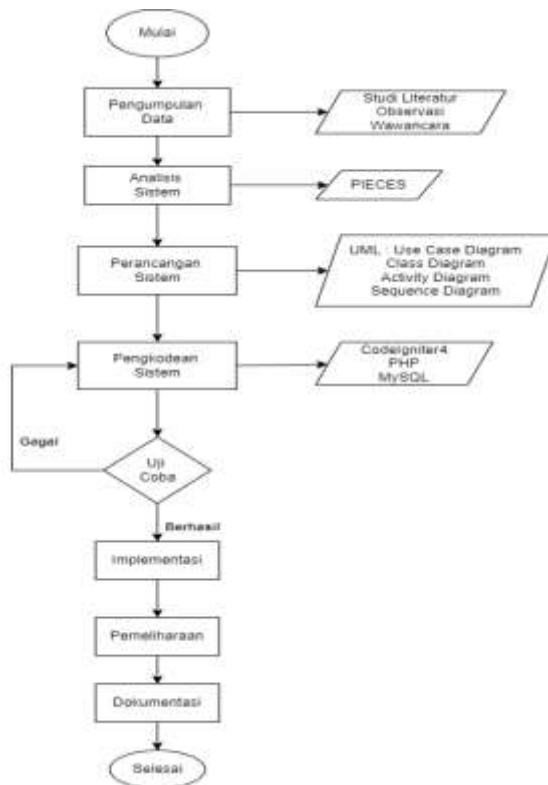 Mulai
Pengumpulan
Data
Studi Literatur
Observasi
Wawancara
Analisis
Sistem
PIECES
Perancangan
Sistem
UML : Use Case Diagram
Class Diagram
Activity Diagram
Sequence Diagram
Pengkodean
Sistem
CodeIgniter4
PHP
MySQL
Gagal
Uji
Coba
Berhasil
Implementasi
Pemeliharaan
Dokumentasi
Selesai